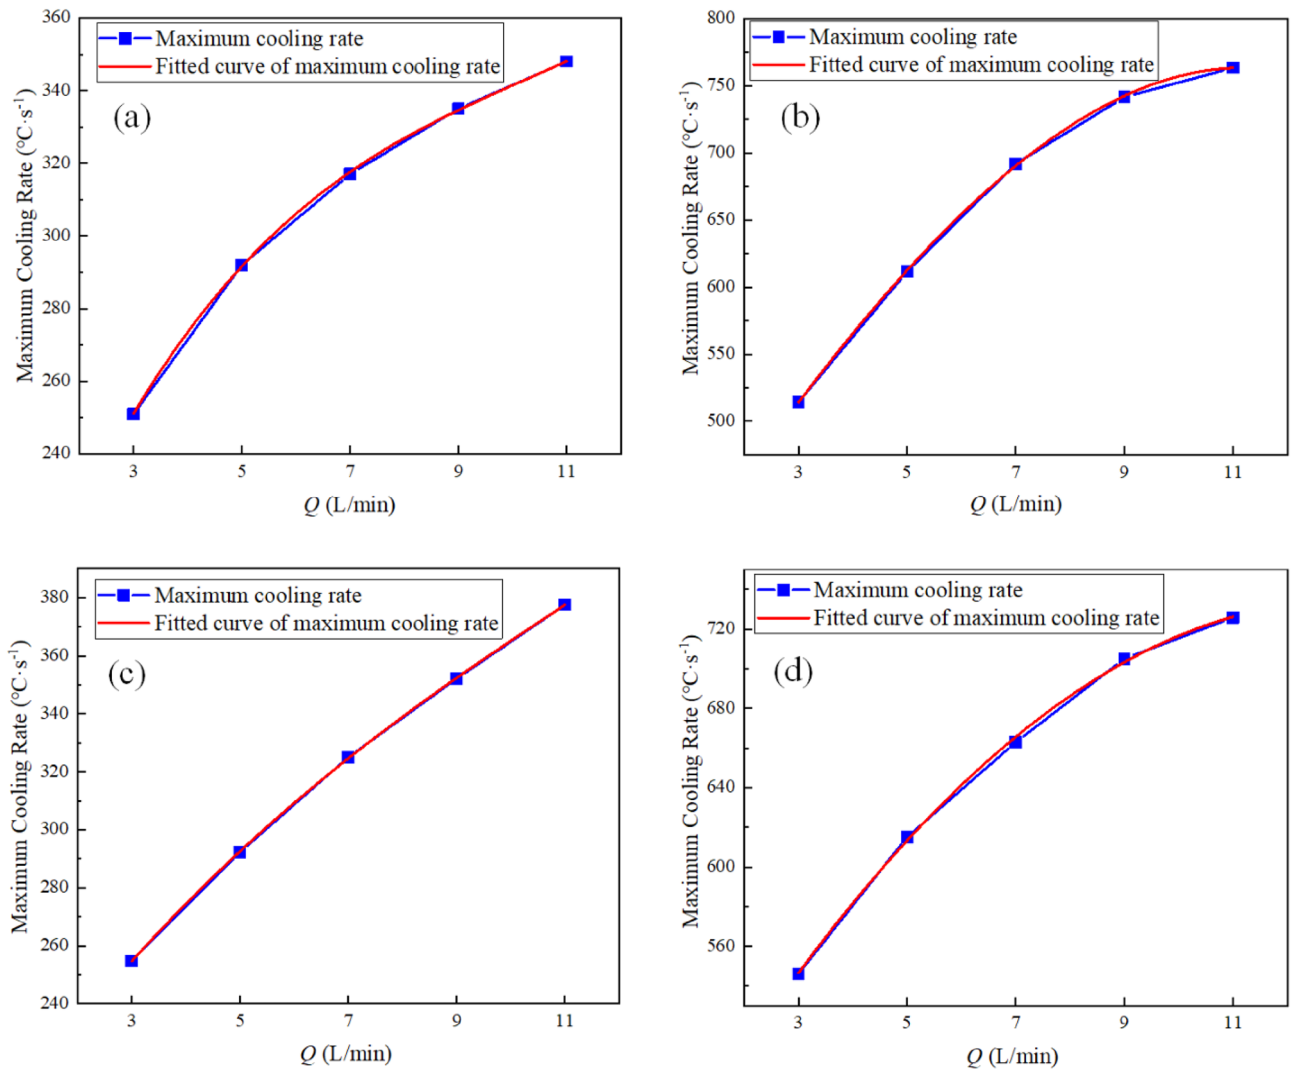 Maximum cooling rate
Fitted curve of maximum cooling rate
(a)
Maximum Cooling Rate (°C·s⁻¹)
360
340
320
300
280
260
240
3 5 7 9 11
Q (L/min)
Maximum cooling rate
Fitted curve of maximum cooling rate
(b)
Maximum Cooling Rate (°C·s⁻¹)
800
750
700
650
600
550
500
3 5 7 9 11
Q (L/min)
Maximum cooling rate
Fitted curve of maximum cooling rate
(c)
Maximum Cooling Rate (°C·s⁻¹)
380
360
340
320
300
280
260
240
3 5 7 9 11
Q (L/min)
Maximum cooling rate
Fitted curve of maximum cooling rate
(d)
Maximum Cooling Rate (°C·s⁻¹)
720
680
640
600
560
3 5 7 9 11
Q (L/min)